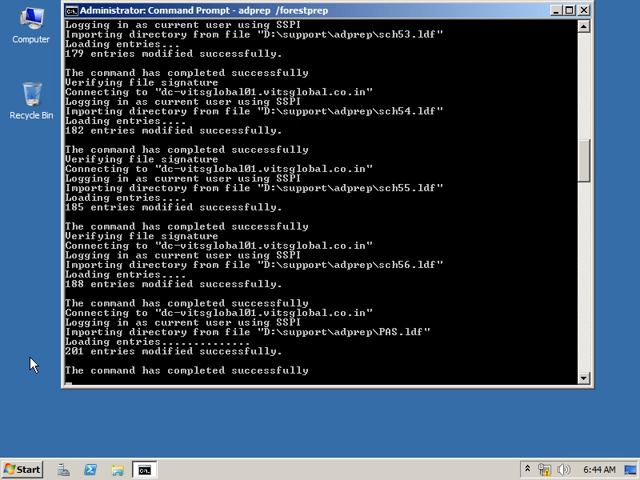 Administrator: Command Prompt - adprep /forestprep
Logging in as current user using SSPI
Importing directory from file "D:\support\adprep\sch53.ldf"
Loading entries...
179 entries modified successfully.
The command has completed successfully
Verifying file signature
Connecting to "dc-vitsglobal01.vitsglobal.co.in"
Logging in as current user using SSPI
Importing directory from file "D:\support\adprep\sch54.ldf"
Loading entries....
182 entries modified successfully.
The command has completed successfully
Verifying file signature
Connecting to "dc-vitsglobal01.vitsglobal.co.in"
Logging in as current user using SSPI
Importing directory from file "D:\support\adprep\sch55.ldf"
Loading entries....
185 entries modified successfully.
The command has completed successfully
Verifying file signature
Connecting to "dc-vitsglobal01.vitsglobal.co.in"
Logging in as current user using SSPI
Importing directory from file "D:\support\adprep\sch56.ldf"
Loading entries....
188 entries modified successfully.
The command has completed successfully
Connecting to "dc-vitsglobal01.vitsglobal.co.in"
Logging in as current user using SSPI
Importing directory from file "D:\support\adprep\PAS.ldf"
Loading entries..............
201 entries modified successfully.
The command has completed successfully
Computer
Recycle Bin
Start
6:44 AM